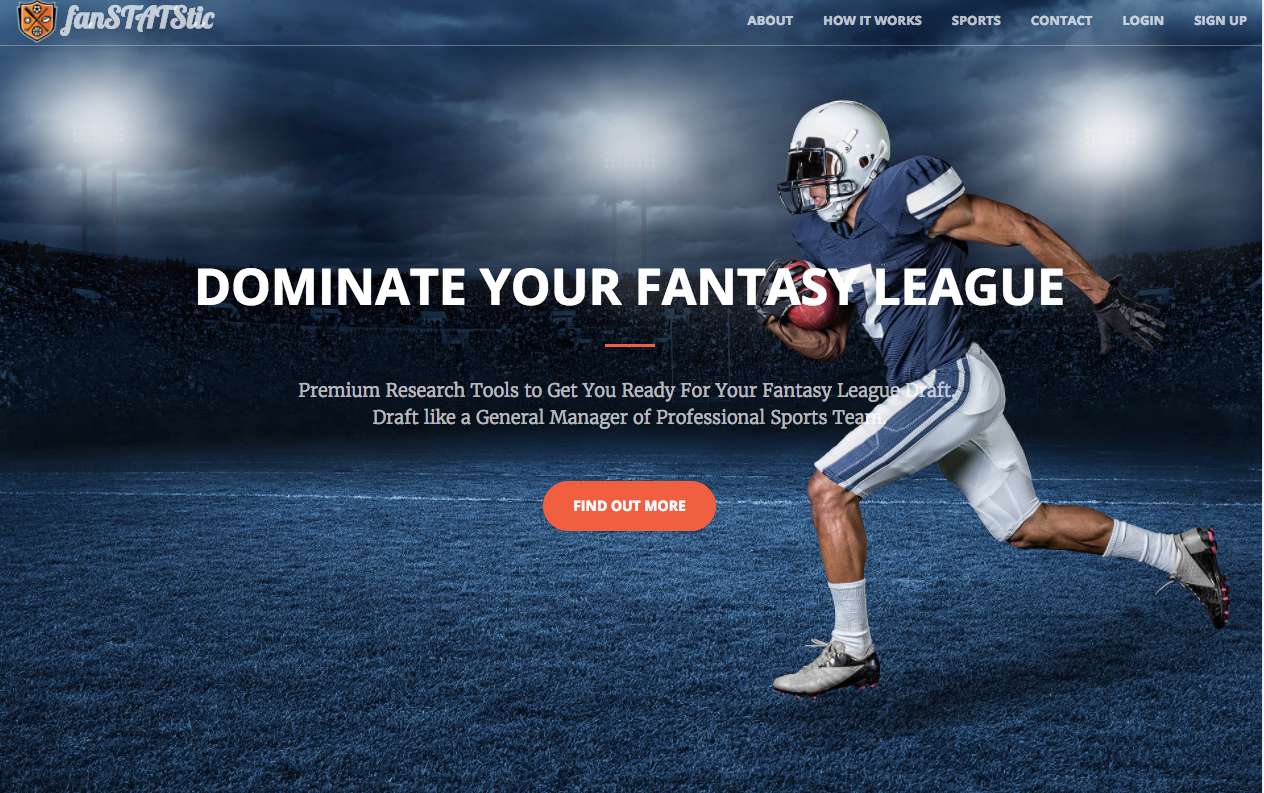 fanSTATStic
ABOUT HOW IT WORKS SPORTS CONTACT LOGIN SIGN UP
DOMINATE YOUR FANTASY LEAGUE
Premium Research Tools to Get You Ready For Your Fantasy League Draft.
Draft like a General Manager of Professional Sports Team.
FIND OUT MORE